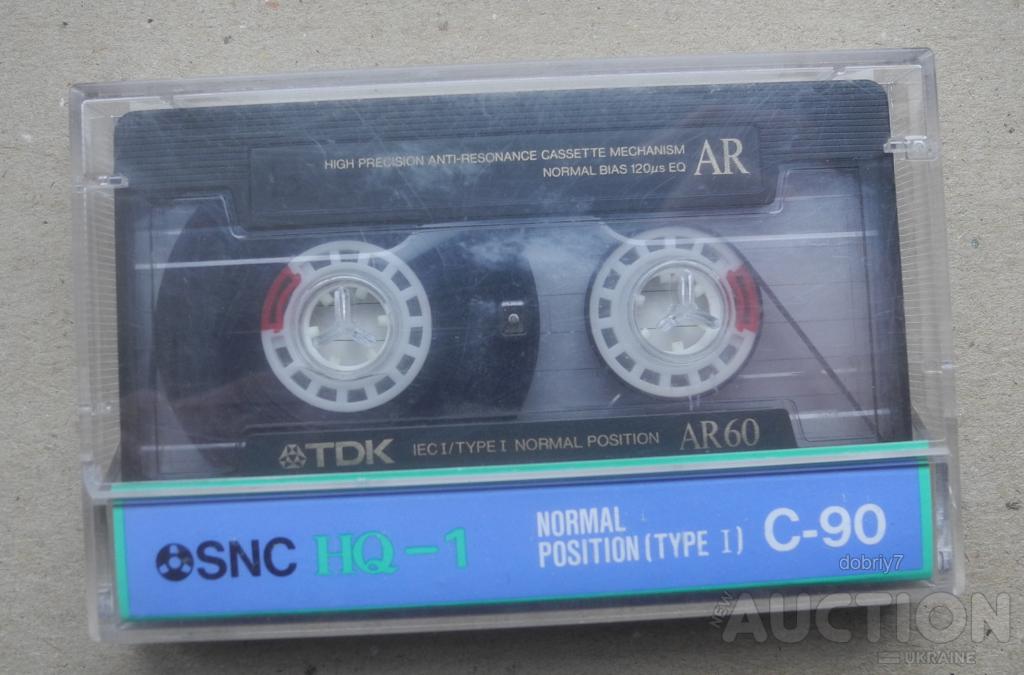 HIGH PRECISION ANTI-RESONANCE CASSETTE MECHANISM
NORMAL BIAS 120µs EQ
AR
TDK IEC I/TYPE I NORMAL POSITION AR60
SNC HQ-1
NORMAL
POSITION (TYPE I)
C-90
dobriy7
NEW AUCTION
UKRAINE